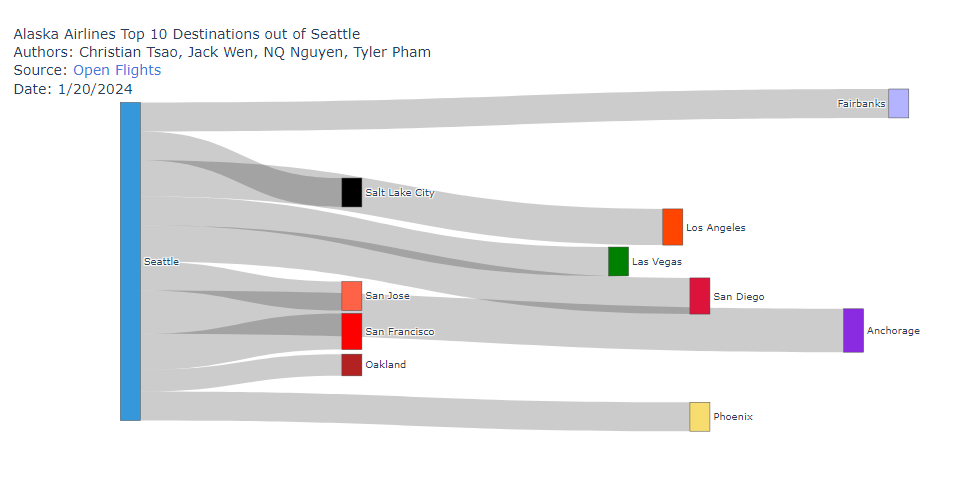 Alaska Airlines Top 10 Destinations out of Seattle
Authors: Christian Tsao, Jack Wen, NQ Nguyen, Tyler Pham
Source: Open Flights
Date: 1/20/2024
Fairbanks
Salt Lake City
Los Angeles
Seattle
Las Vegas
San Jose
San Diego
San Francisco
Anchorage
Oakland
Phoenix